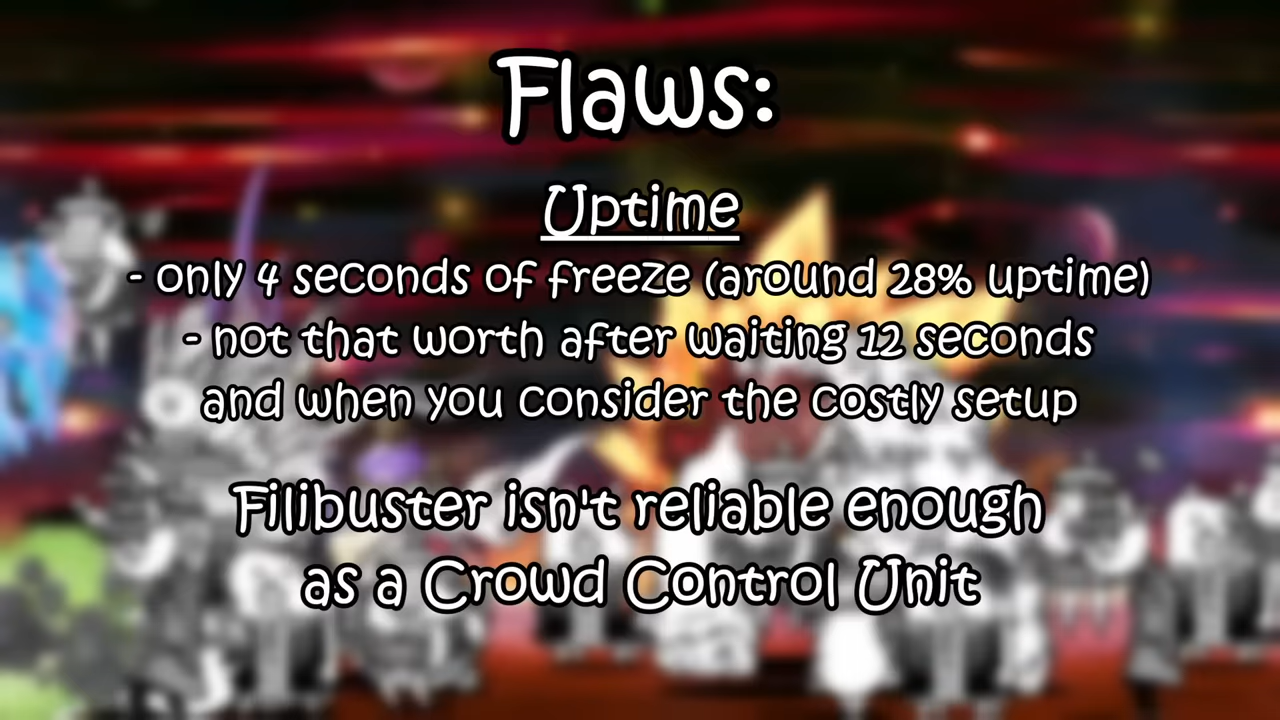 Flaws:
Uptime
- only 4 seconds of freeze (around 28% uptime)
- not that worth after waiting 12 seconds
and when you consider the costly setup
Filibuster isn't reliable enough
as a Crowd Control Unit